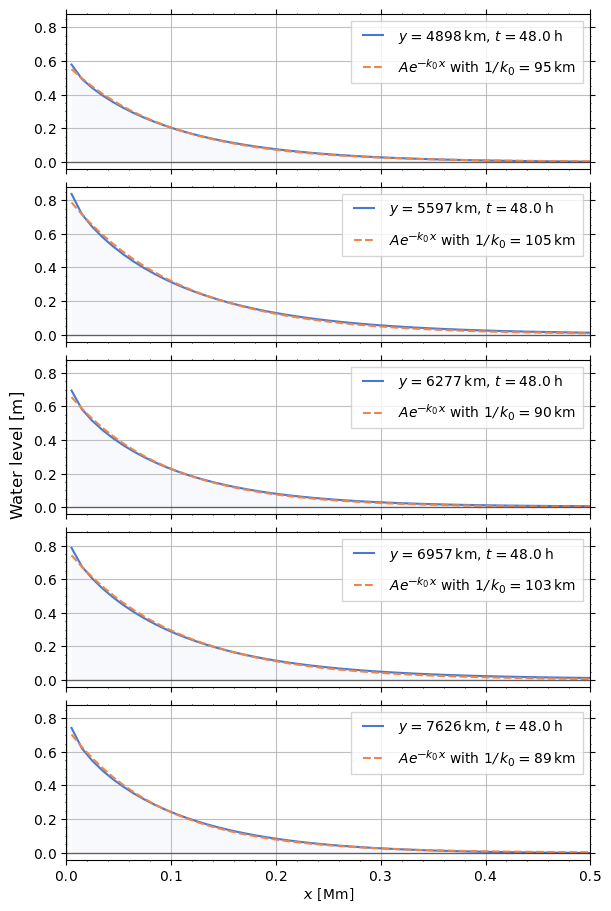 Water level [m]
0.8
0.6
0.4
0.2
0.0
y = 4898 km, t = 48.0 h
Ae^{-k_0 x} with 1/k_0 = 95 km
0.8
0.6
0.4
0.2
0.0
y = 5597 km, t = 48.0 h
Ae^{-k_0 x} with 1/k_0 = 105 km
0.8
0.6
0.4
0.2
0.0
y = 6277 km, t = 48.0 h
Ae^{-k_0 x} with 1/k_0 = 90 km
0.8
0.6
0.4
0.2
0.0
y = 6957 km, t = 48.0 h
Ae^{-k_0 x} with 1/k_0 = 103 km
0.8
0.6
0.4
0.2
0.0
y = 7626 km, t = 48.0 h
Ae^{-k_0 x} with 1/k_0 = 89 km
0.0 0.1 0.2 0.3 0.4 0.5
x [Mm]